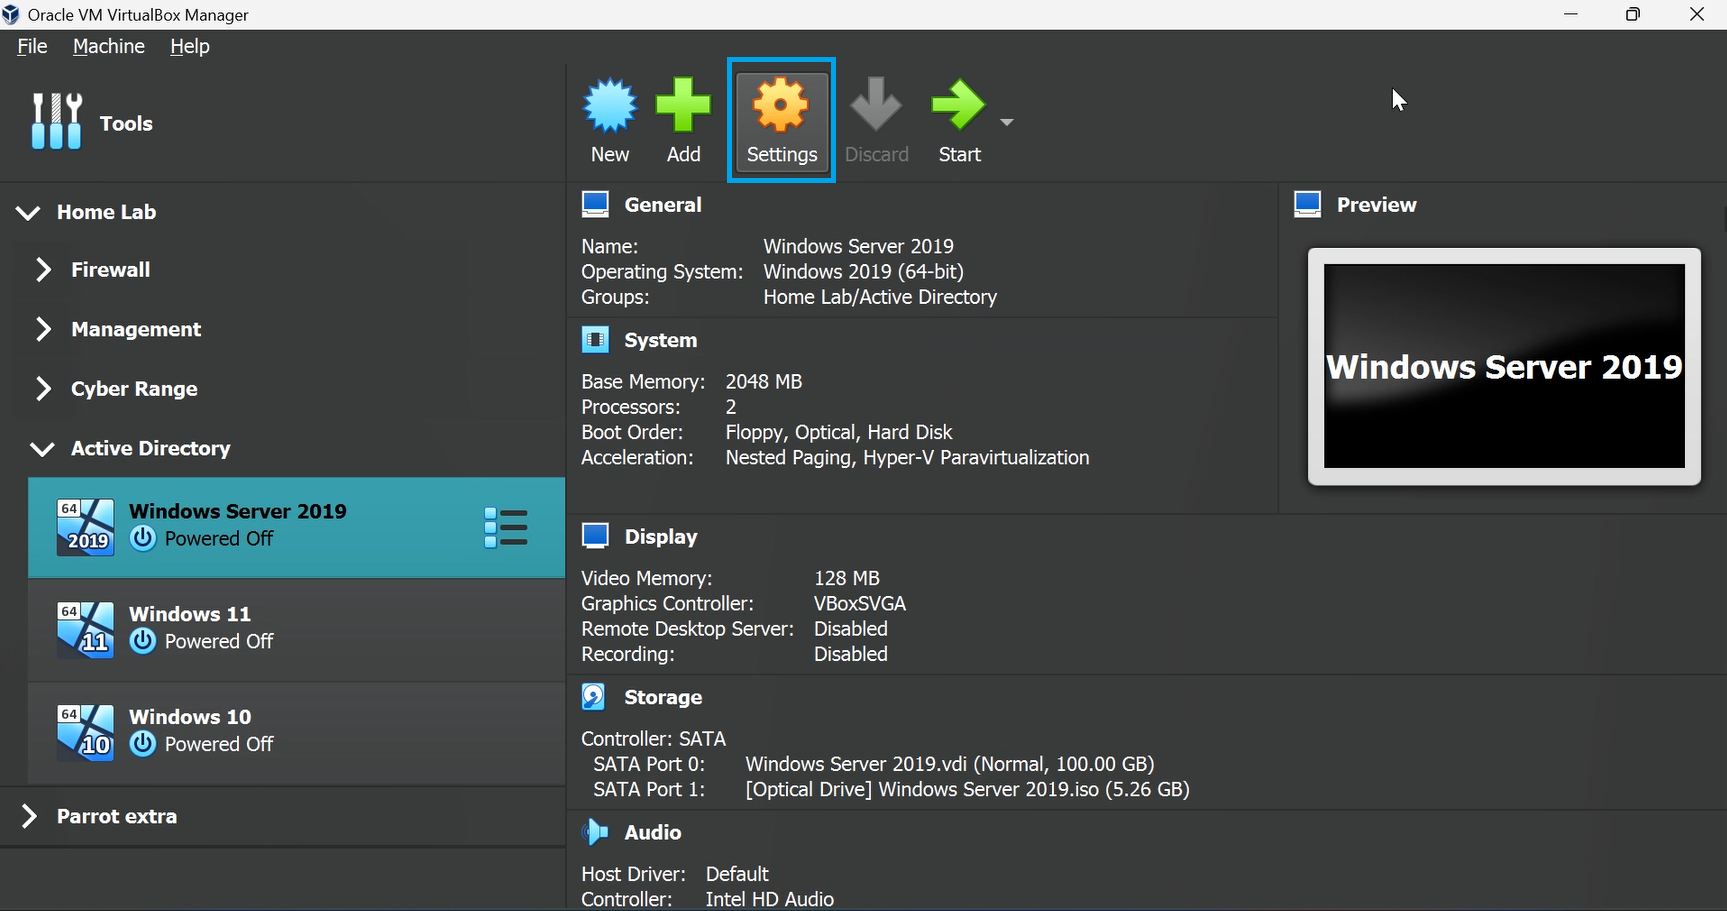 Oracle VM VirtualBox Manager
File Machine Help
Tools
New Add Settings Discard Start
Home Lab
Firewall
Management
Cyber Range
Active Directory
64 2019 Windows Server 2019
Powered Off
64 11 Windows 11
Powered Off
64 10 Windows 10
Powered Off
Parrot extra
General
Name: Windows Server 2019
Operating System: Windows 2019 (64-bit)
Groups: Home Lab/Active Directory
System
Base Memory: 2048 MB
Processors: 2
Boot Order: Floppy, Optical, Hard Disk
Acceleration: Nested Paging, Hyper-V Paravirtualization
Preview
Windows Server 2019
Display
Video Memory: 128 MB
Graphics Controller: VBoxSVGA
Remote Desktop Server: Disabled
Recording: Disabled
Storage
Controller: SATA
SATA Port 0: Windows Server 2019.vdi (Normal, 100.00 GB)
SATA Port 1: [Optical Drive] Windows Server 2019.iso (5.26 GB)
Audio
Host Driver: Default
Controller: Intel HD Audio